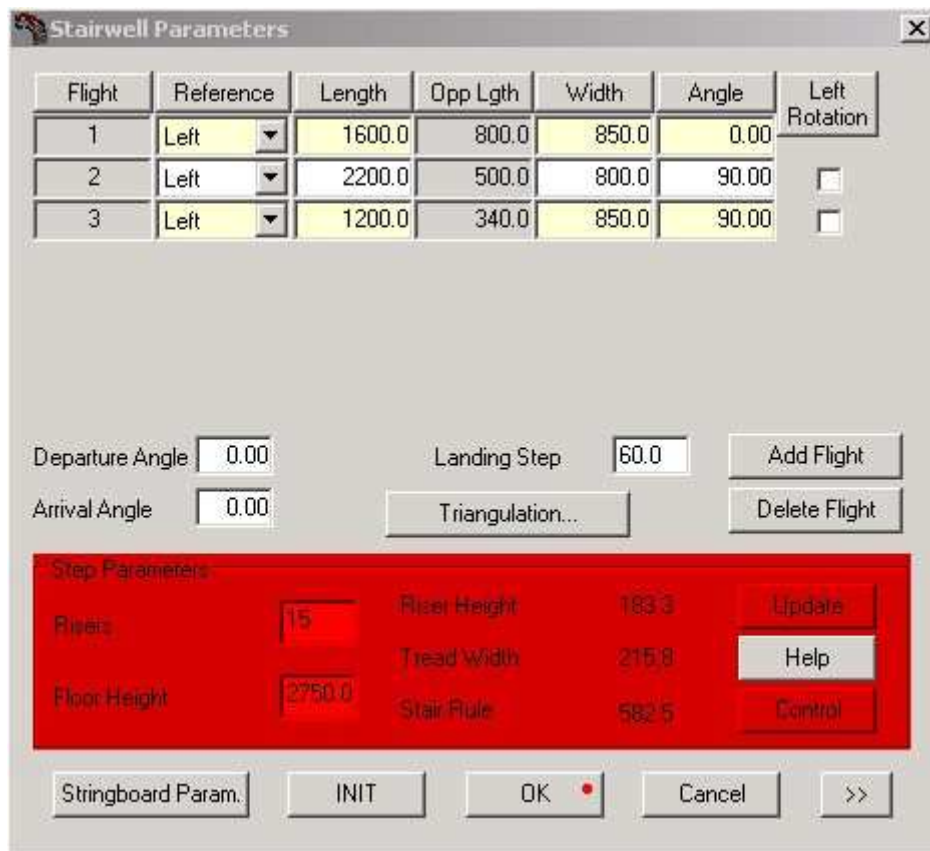 Stairwell Parameters
Flight Reference Length Opp Lgth Width Angle Left Rotation
1 Left 1600.0 800.0 850.0 0.00
2 Left 2200.0 500.0 800.0 90.00
3 Left 1200.0 340.0 850.0 90.00
Departure Angle 0.00 Landing Step 60.0 Add Flight
Arrival Angle 0.00 Triangulation... Delete Flight
Step Parameters
Risers 15 Riser Height 183.3 Update
Tread Width 215.8 Help
Floor Height 2750.0 Stair Rule 582.5 Control
Stringboard Param. INIT OK Cancel >>